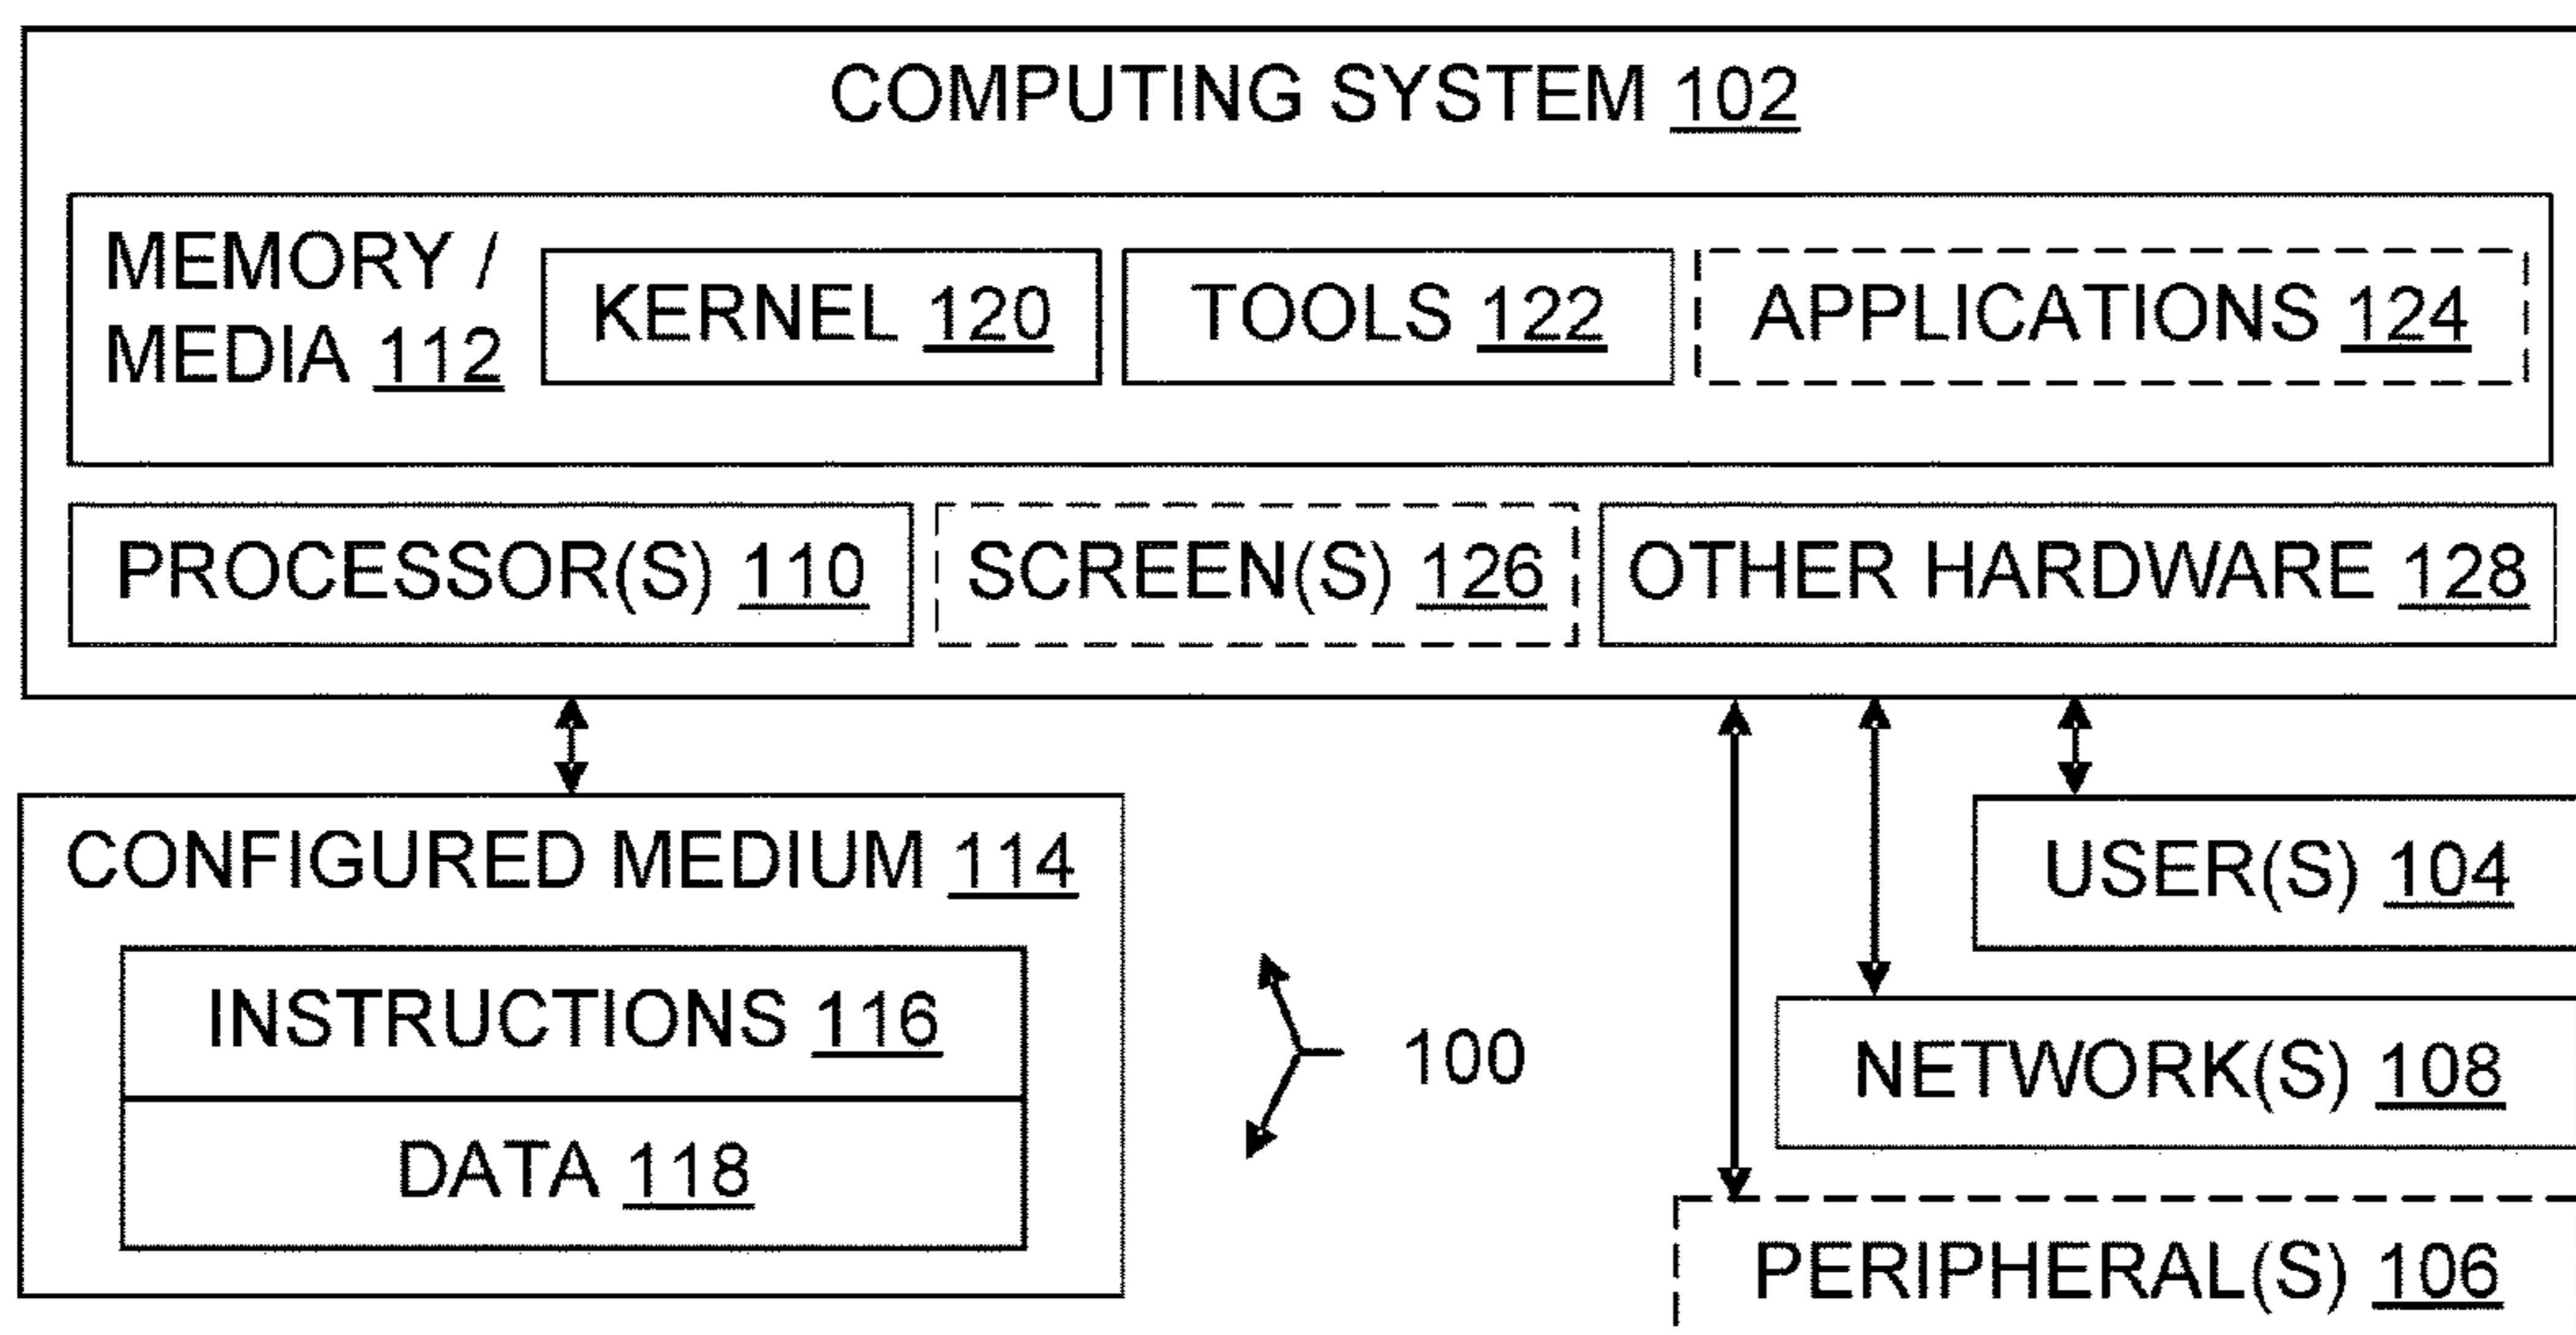 COMPUTING SYSTEM 102
MEMORY /
MEDIA 112
KERNEL 120
TOOLS 122
APPLICATIONS 124
PROCESSOR(S) 110
SCREEN(S) 126
OTHER HARDWARE 128
CONFIGURED MEDIUM 114
INSTRUCTIONS 116
DATA 118
100
USER(S) 104
NETWORK(S) 108
PERIPHERAL(S) 106